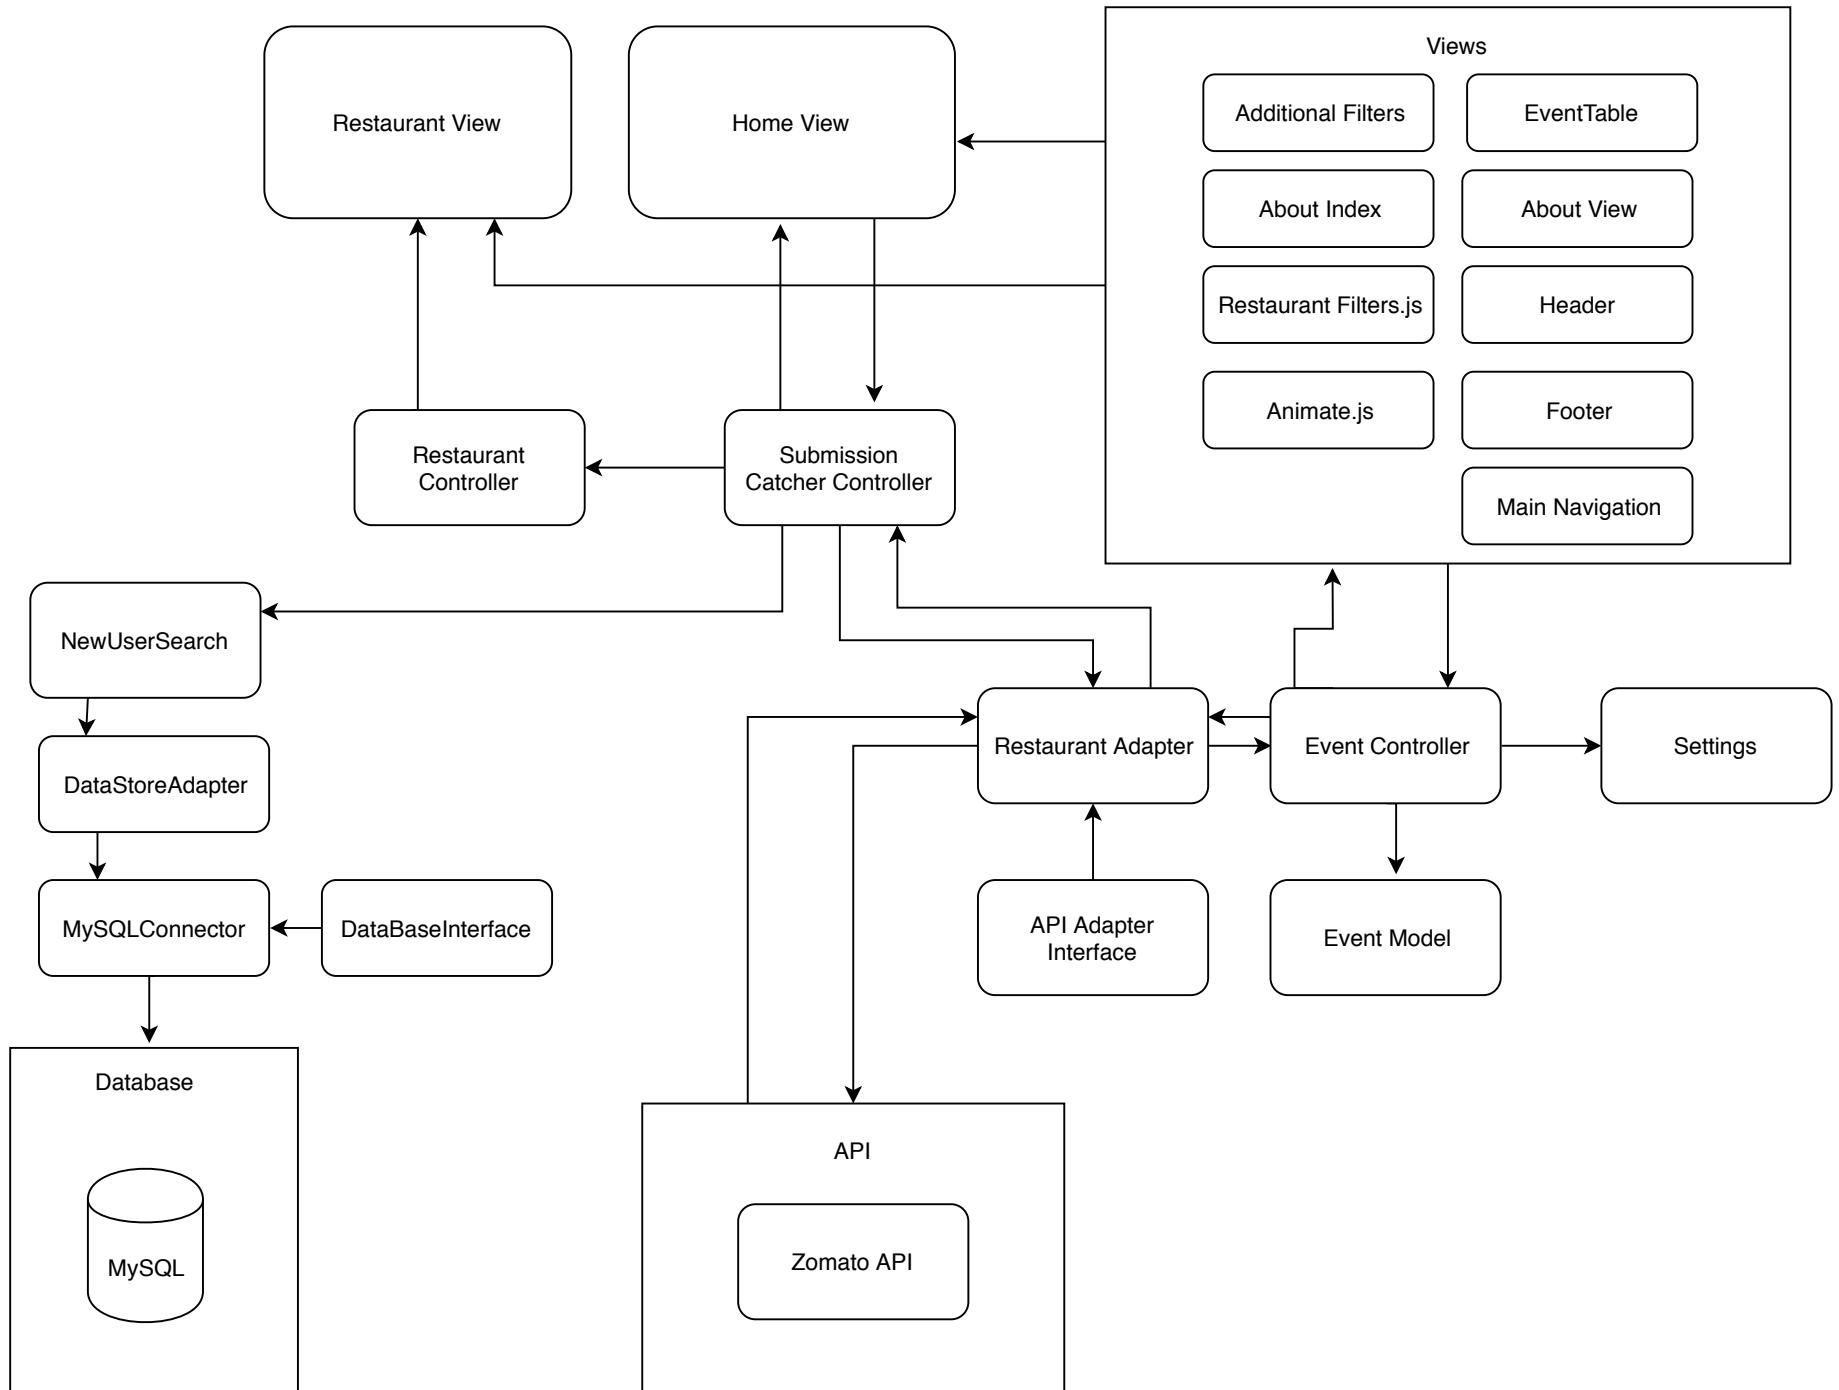 Views
Restaurant View
Home View
Additional Filters
EventTable
About Index
About View
Restaurant Filters.js
Header
Animate.js
Footer
Main Navigation
Restaurant
Controller
Submission
Catcher Controller
NewUserSearch
DataStoreAdapter
Restaurant Adapter
Event Controller
Settings
MySQLConnector
DataBaseInterface
API Adapter
Interface
Event Model
Database
MySQL
API
Zomato API